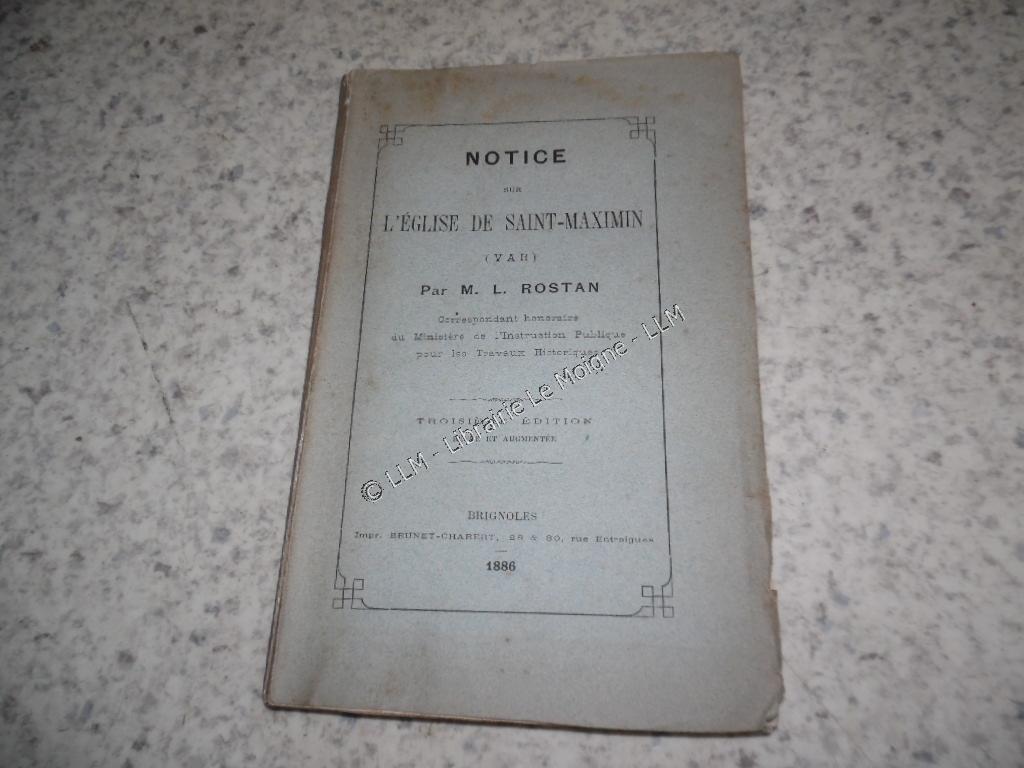 NOTICE
SUR
L'ÉGLISE DE SAINT-MAXIMIN
(VAR)
Par M. L. ROSTAN
Correspondant honoraire
du Ministère de l'Instruction Publique
pour les Travaux Historiques
TROISIÈME ÉDITION
ET AUGMENTÉE
BRIGNOLES
Impr. BRUNET-CHABERT, 28 & 30, rue Entraigues
1886
© LLM - Librairie Le Moigne - LLM